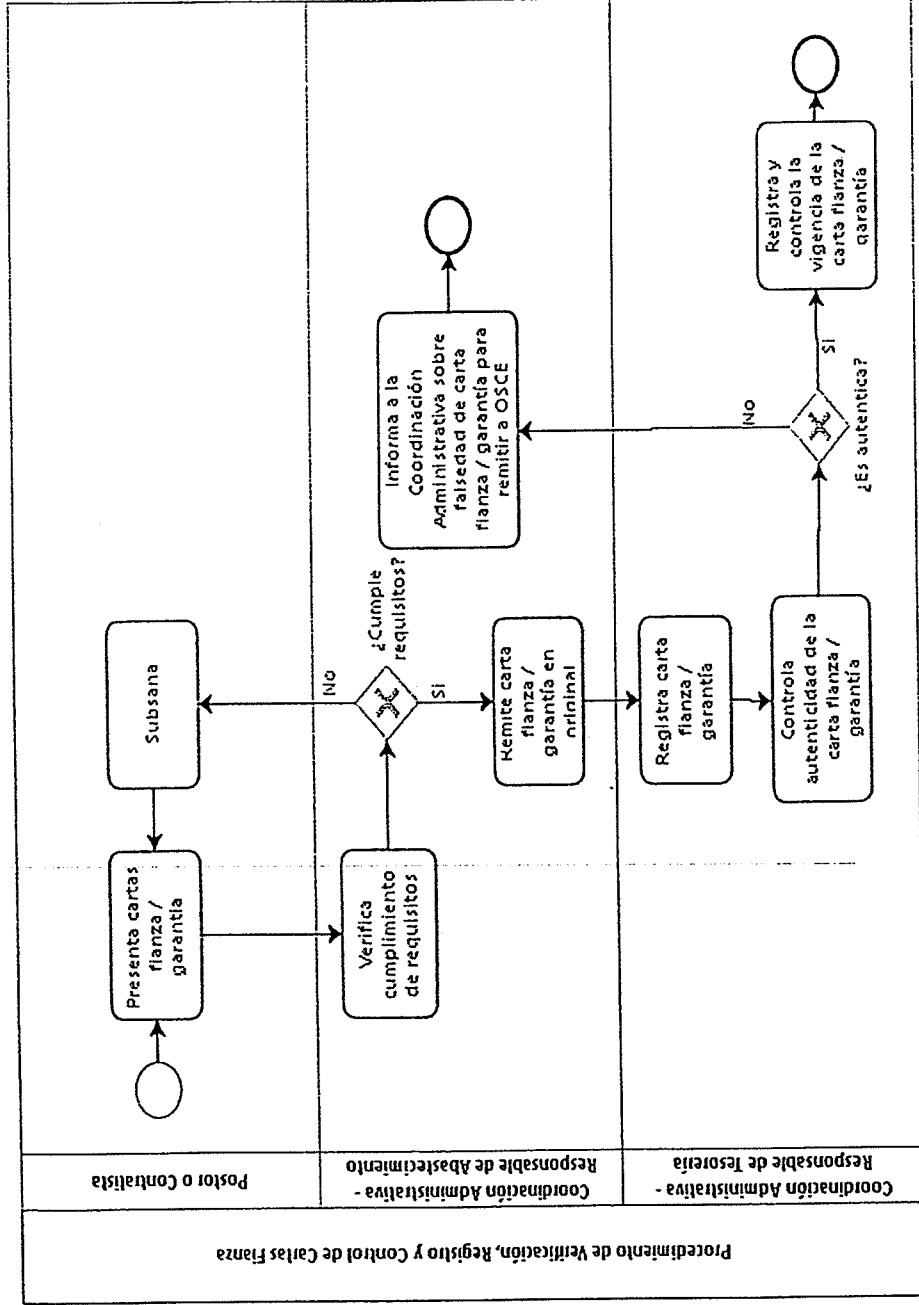 Procedimiento de Verificación, Registro y Control de Cartas Fianza
Postor o Contratista
Presenta cartas
fianza /
garantía
Subsana
Coordinación Administrativa -
Responsable de Abastecimiento
Verifica
cumplimiento
de requisitos
¿Cumple
requisitos?
No
Si
Remite carta
fianza /
garantía en
original
Informa a la
Coordinación
Administrativa sobre
falsedad de carta
fianza / garantía para
remitir a OSCE
Coordinación Administrativa -
Responsable de Tesorería
Registra carta
fianza /
garantía
Controla
autenticidad de la
carta fianza /
garantía
¿Es autentica?
No
Si
Registra y
controla la
vigencia de la
carta fianza /
garantía